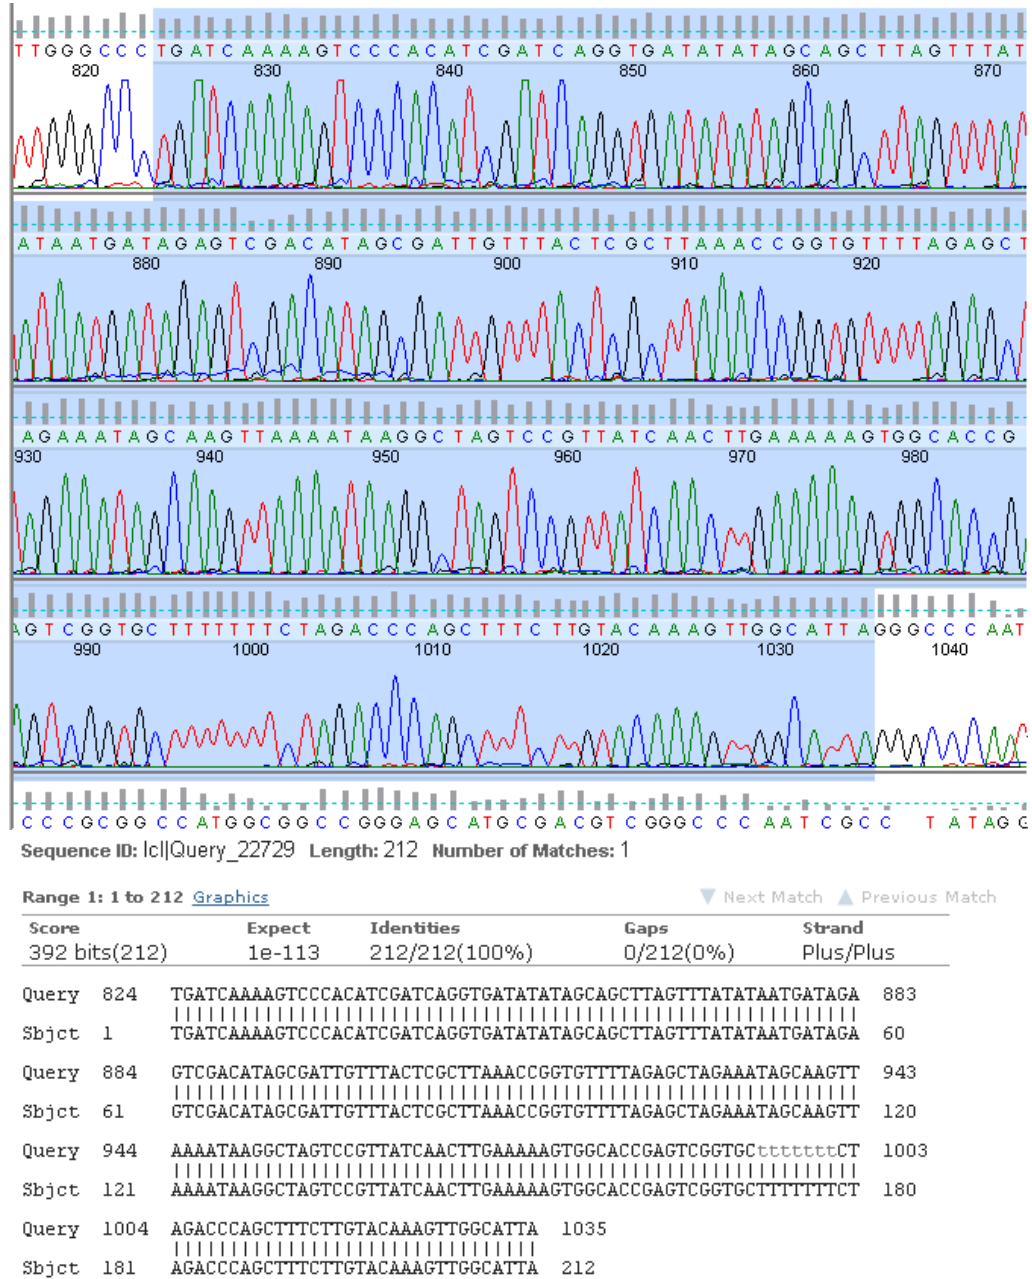 TTGGGCCCTGATCAAAAGTCCCACATCGATCAGGTGATATATAGCAGCTTAGTTTAT
820 830 840 850 860 870
ATAATGATAGAGTCGACATAGCGATTGTTTACTCGCTTAAACCGGTGTTTTAGAGCT
880 890 900 910 920
AGAAATAGCAAGTTAAAATAAGGCTAGTCCGTTATCAACTTGAAAAAGTGGCACCG
930 940 950 960 970 980
AGTCGGTGCTTTTTTTCTAGACCCAGCTTTCTTGTACAAAGTTGGCATTAGGGCCCAAT
990 1000 1010 1020 1030 1040
CCCGCGGCCATGGCGGCCGGGAGCATGCGACGTCGGGCCCAATCGCC TATAGG
Sequence ID: lcl|Query_22729 Length: 212 Number of Matches: 1
Range 1: 1 to 212 Graphics ▼ Next Match ▲ Previous Match
Score Expect Identities Gaps Strand
392 bits(212) 1e-113 212/212(100%) 0/212(0%) Plus/Plus
Query 824 TGATCAAAAGTCCCACATCGATCAGGTGATATATAGCAGCTTAGTTTATATAATGATAGA 883
Sbjct 1 TGATCAAAAGTCCCACATCGATCAGGTGATATATAGCAGCTTAGTTTATATAATGATAGA 60
Query 884 GTCGACATAGCGATTGTTTACTCGCTTAAACCGGTGTTTTAGAGCTAGAAATAGCAAGTT 943
Sbjct 61 GTCGACATAGCGATTGTTTACTCGCTTAAACCGGTGTTTTAGAGCTAGAAATAGCAAGTT 120
Query 944 AAAATAAGGCTAGTCCGTTATCAACTTGAAAAAGTGGCACCGAGTCGGTGCtttttttCT 1003
Sbjct 121 AAAATAAGGCTAGTCCGTTATCAACTTGAAAAAGTGGCACCGAGTCGGTGCTTTTTTTCT 180
Query 1004 AGACCCAGCTTTCTTGTACAAAGTTGGCATTA 1035
Sbjct 181 AGACCCAGCTTTCTTGTACAAAGTTGGCATTA 212